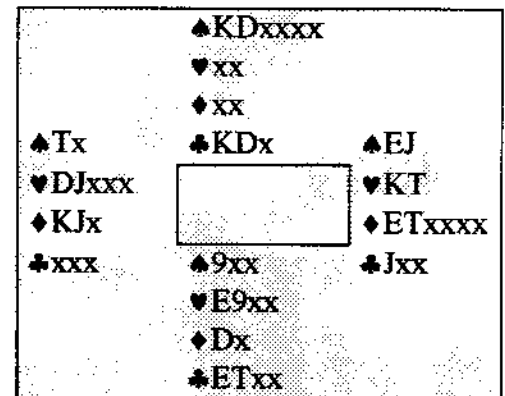 ♠KDxxxx
♥xx
♦xx
♣KDx
♠Tx
♥DJxxx
♦KJx
♣xxx
♠EJ
♥KT
♦ETxxxx
♣Jxx
♠9xx
♥E9xx
♦Dx
♣ETxx